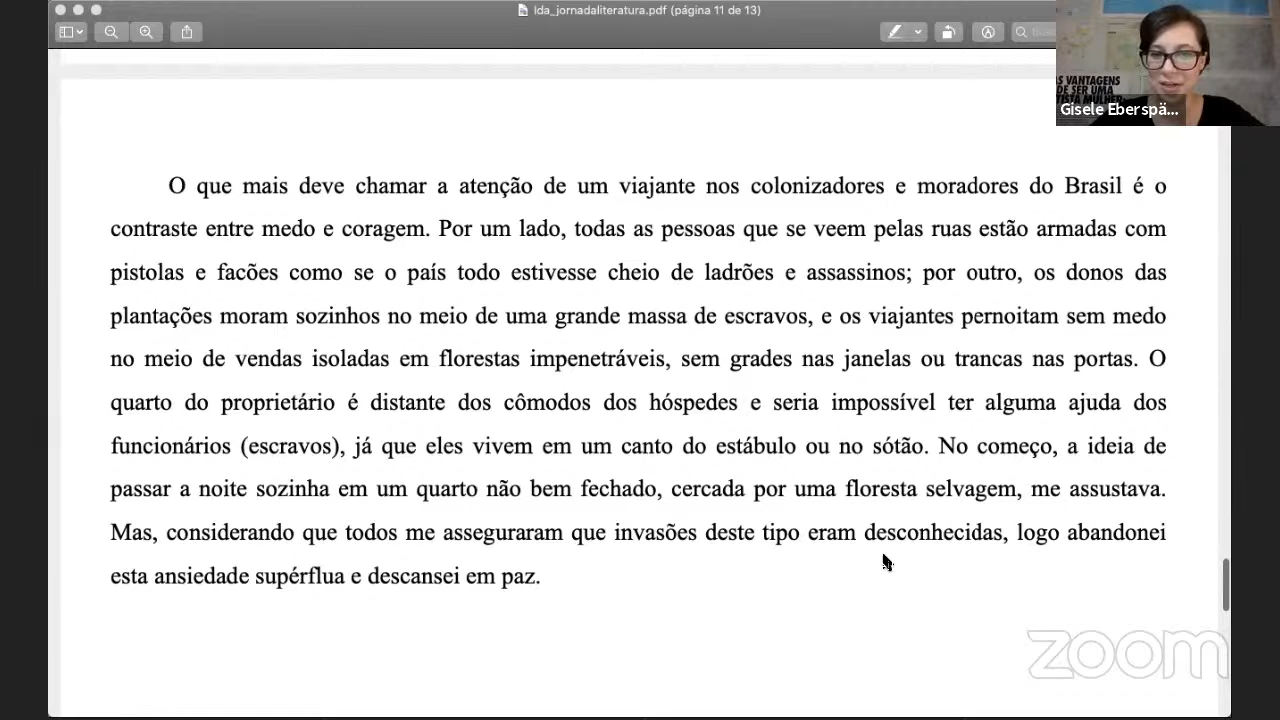 Ida_jornadaliteratura.pdf (página 11 de 13)
AS VANTAGENS
DE SER UMA
ARTISTA MULHER
Gisele Eberspä...
O que mais deve chamar a atenção de um viajante nos colonizadores e moradores do Brasil é o
contraste entre medo e coragem. Por um lado, todas as pessoas que se veem pelas ruas estão armadas com
pistolas e facões como se o país todo estivesse cheio de ladrões e assassinos; por outro, os donos das
plantações moram sozinhos no meio de uma grande massa de escravos, e os viajantes pernoitam sem medo
no meio de vendas isoladas em florestas impenetráveis, sem grades nas janelas ou trancas nas portas. O
quarto do proprietário é distante dos cômodos dos hóspedes e seria impossível ter alguma ajuda dos
funcionários (escravos), já que eles vivem em um canto do estábulo ou no sótão. No começo, a ideia de
passar a noite sozinha em um quarto não bem fechado, cercada por uma floresta selvagem, me assustava.
Mas, considerando que todos me asseguraram que invasões deste tipo eram desconhecidas, logo abandonei
esta ansiedade supérflua e descansei em paz.
zoom